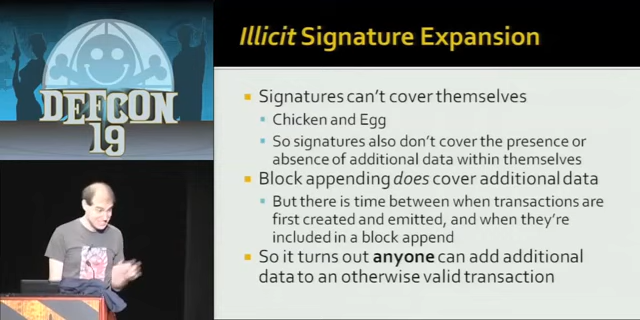 DEFCON
19
Illicit Signature Expansion
Signatures can't cover themselves
Chicken and Egg
So signatures also don't cover the presence or
absence of additional data within themselves
Block appending does cover additional data
But there is time between when transactions are
first created and emitted, and when they're
included in a block append
So it turns out anyone can add additional
data to an otherwise valid transaction